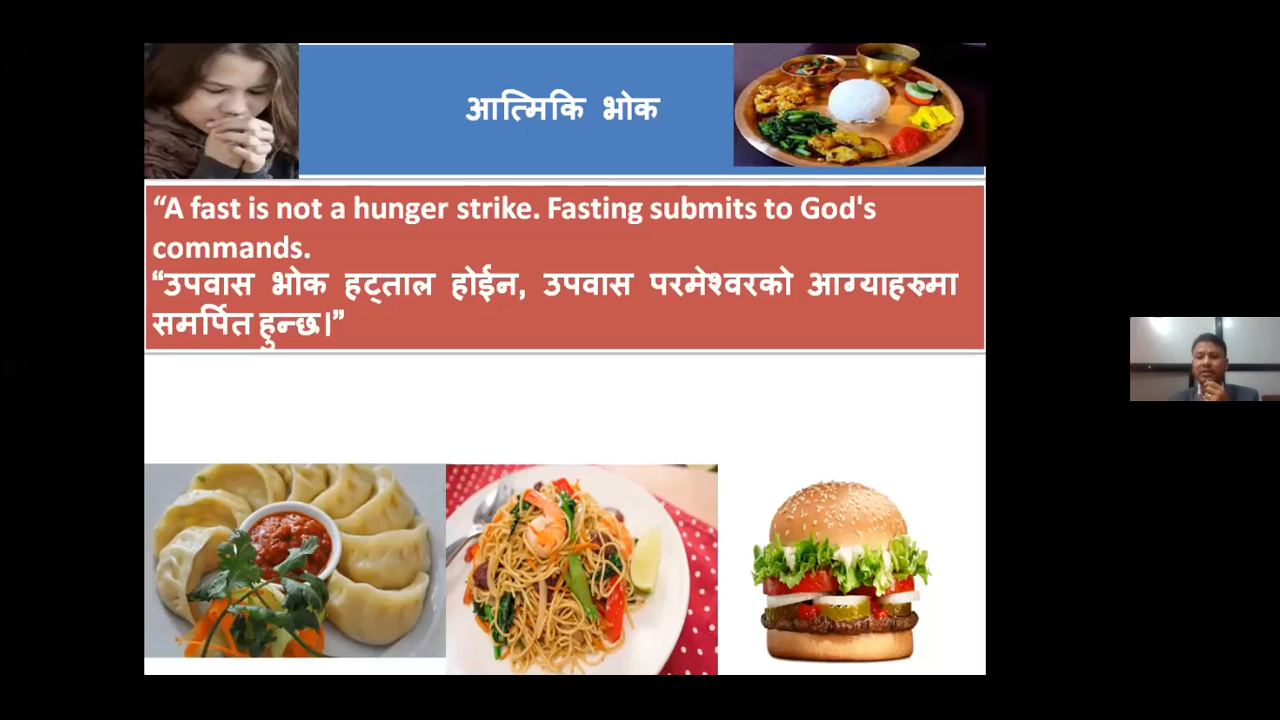 आत्मिकि भोक
“A fast is not a hunger strike. Fasting submits to God's
commands.
“उपवास भोक हट्ताल होईन, उपवास परमेश्वरको आग्याहरुमा
समर्पित हुन्छ।”